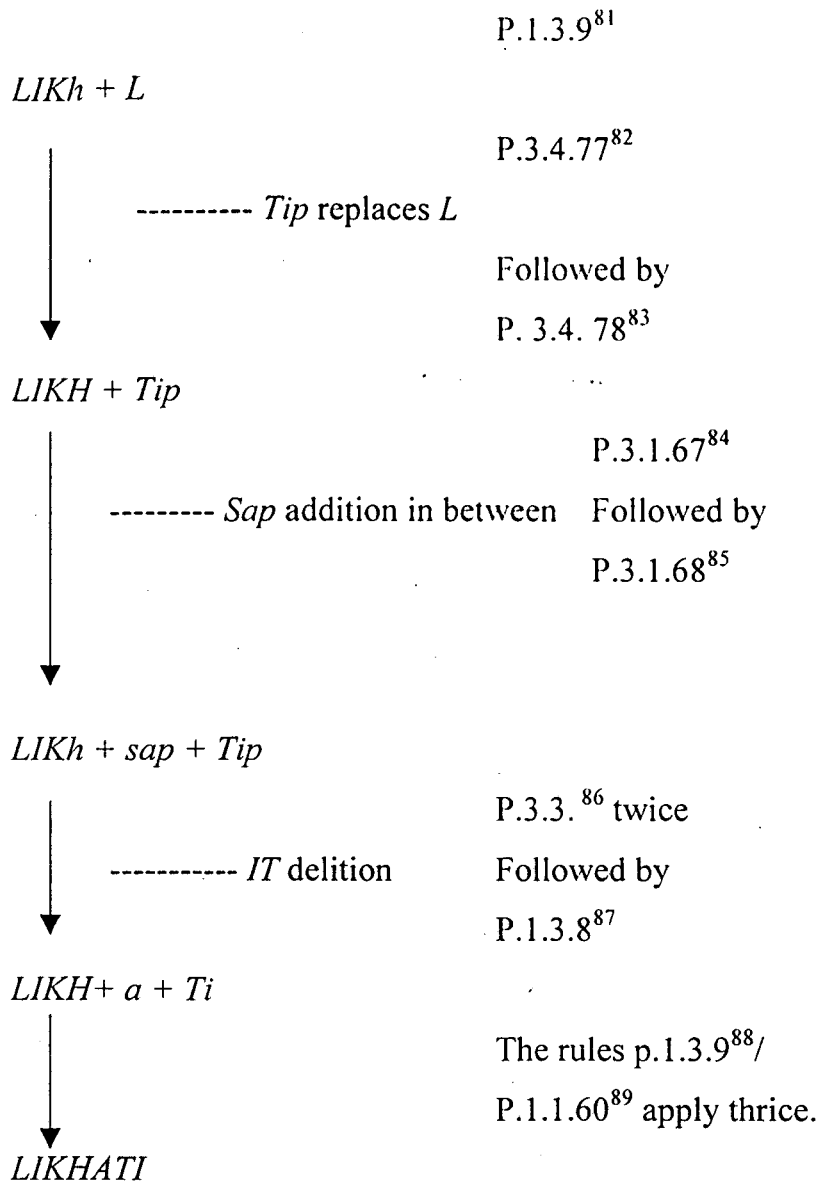 P.1.3.9⁸¹
LIKh + L
P.3.4.77⁸²
---------- Tip replaces L
Followed by
P. 3.4. 78⁸³
LIKH + Tip
P.3.1.67⁸⁴
--------- Sap addition in between Followed by
P.3.1.68⁸⁵
LIKh + sap + Tip
P.3.3. ⁸⁶ twice
----------- IT delition Followed by
P.1.3.8⁸⁷
LIKH+ a + Ti
The rules p.1.3.9⁸⁸/
P.1.1.60⁸⁹ apply thrice.
LIKHATI